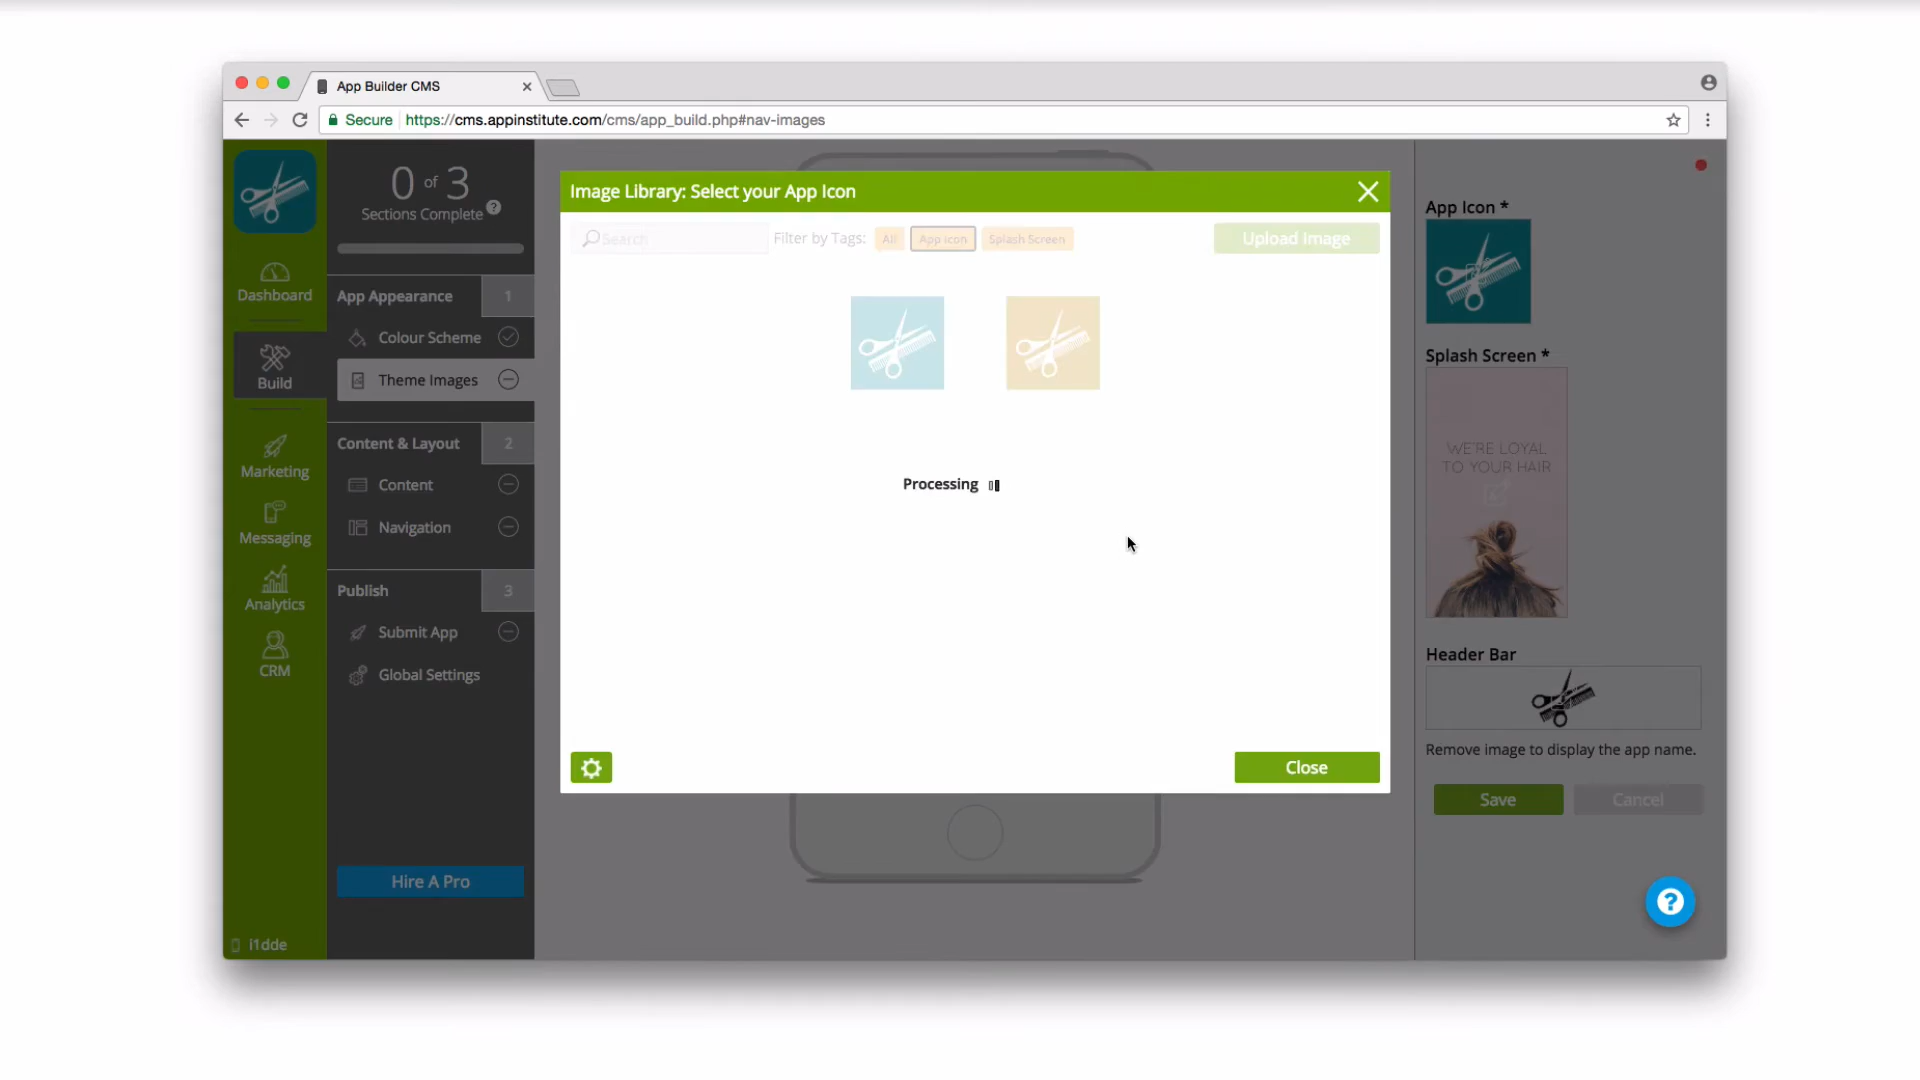 App Builder CMS
Secure https://cms.appinstitute.com/cms/app_build.php#nav-images
0 of 3
Sections Complete ?
Dashboard
Build
Marketing
Messaging
Analytics
CRM
i1dde
App Appearance 1
Colour Scheme
Theme Images
Content & Layout 2
Content
Navigation
Publish 3
Submit App
Global Settings
Hire A Pro
Image Library: Select your App Icon
Search Filter by Tags: All App icon Splash Screen Upload Image
Processing
Close
App Icon *
Splash Screen *
WE'RE LOYAL
TO YOUR HAIR
Header Bar
Remove image to display the app name.
Save Cancel
?